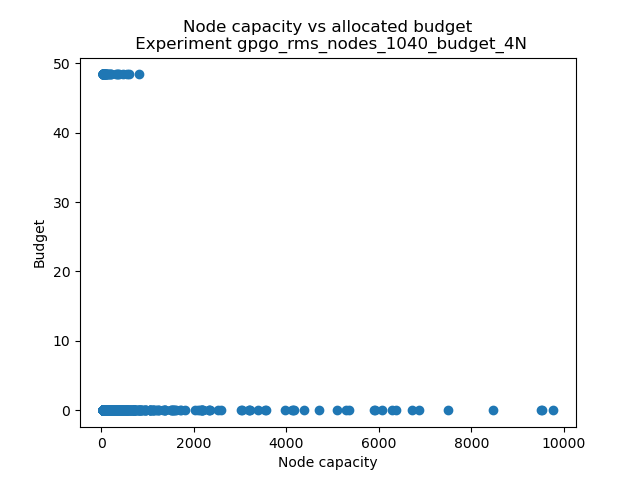 Node capacity vs allocated budget
Experiment gpgo_rms_nodes_1040_budget_4N
50
40
30
20
10
0
Budget
0 2000 4000 6000 8000 10000
Node capacity